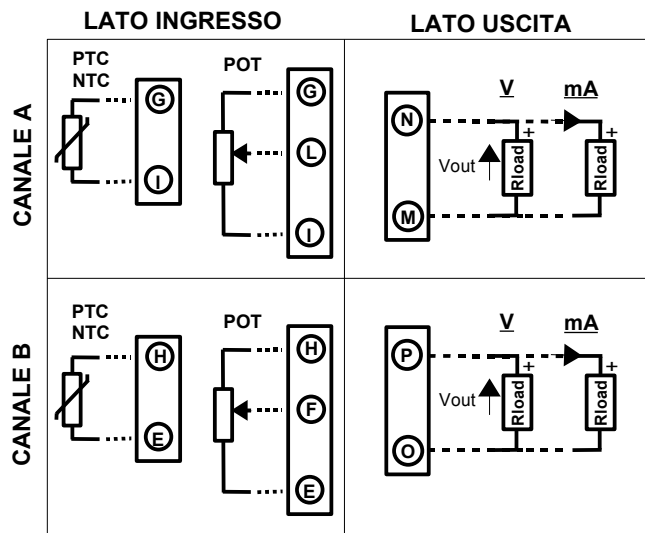 LATO INGRESSO
LATO USCITA
CANALE A
PTC
NTC
G
I
POT
G
L
I
N
M
V
mA
Vout
+
Rload
+
Rload
CANALE B
PTC
NTC
H
E
POT
H
F
E
P
O
V
mA
Vout
+
Rload
+
Rload